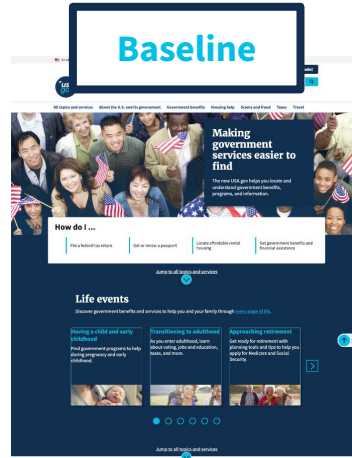 Baseline
All topics and services About the U.S. and its government Government benefits Housing help Scams and fraud Taxes Travel
Making
government
services easier to
find
The new USA.gov helps you locate and
understand government benefits,
programs, and information.
How do I ...
File a federal tax return
Get or renew a passport
Locate affordable rental
housing
Get government benefits and
financial assistance
Jump to all topics and services
Life events
Discover government benefits and services to help you and your family through every stage of life.
Having a child and early
childhood
Find government programs to help
during pregnancy and early
childhood.
Transitioning to adulthood
As you enter adulthood, learn
about voting, jobs and education,
taxes, and more.
Approaching retirement
Get ready for retirement with
planning tools and tips to help you
apply for Medicare and Social
Security.
Jump to all topics and services